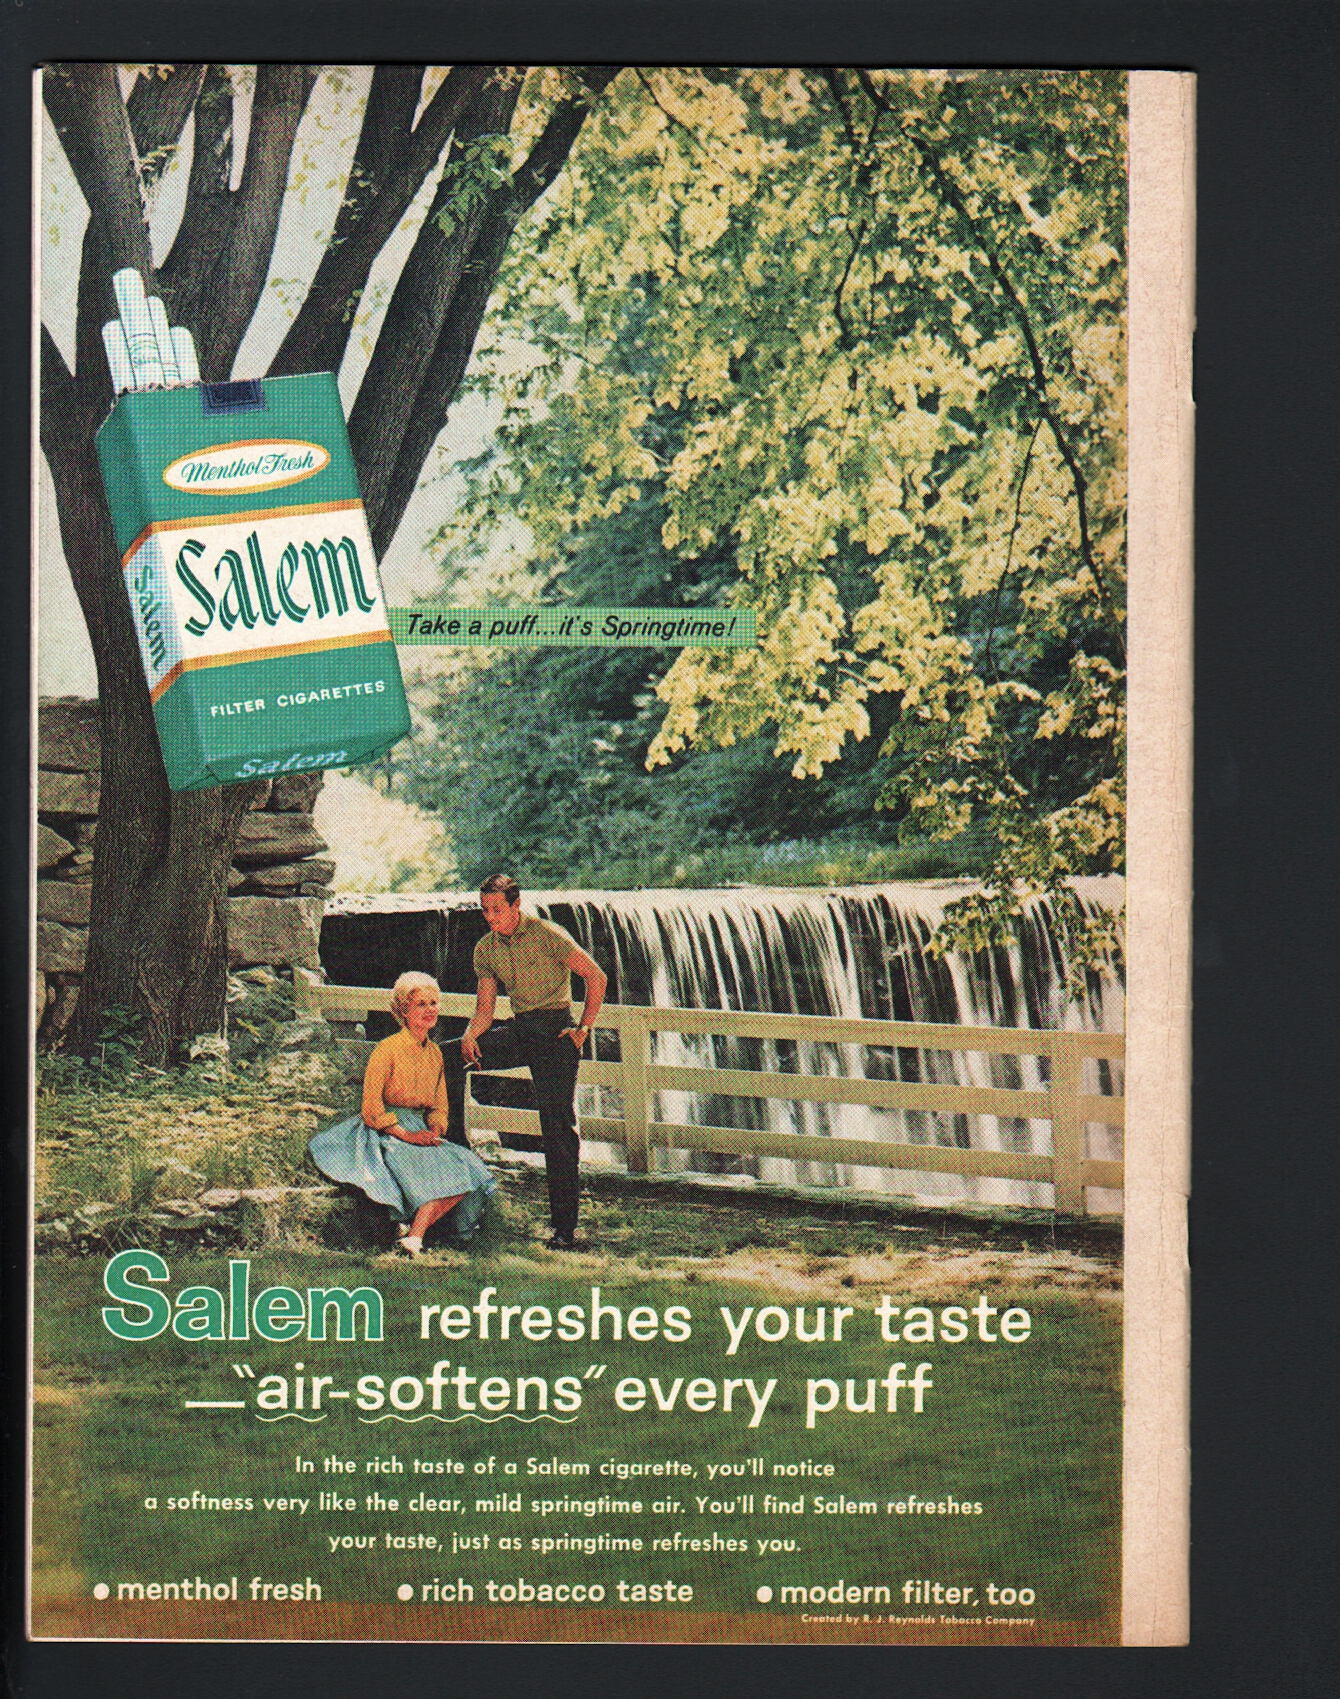 Menthol Fresh
Salem
Salem
Take a puff...it's Springtime!
FILTER CIGARETTES
Salem
Salem refreshes your taste
—"air-softens" every puff
In the rich taste of a Salem cigarette, you'll notice
a softness very like the clear, mild springtime air. You'll find Salem refreshes
your taste, just as springtime refreshes you.
• menthol fresh • rich tobacco taste • modern filter, too
Created by R. J. Reynolds Tobacco Company